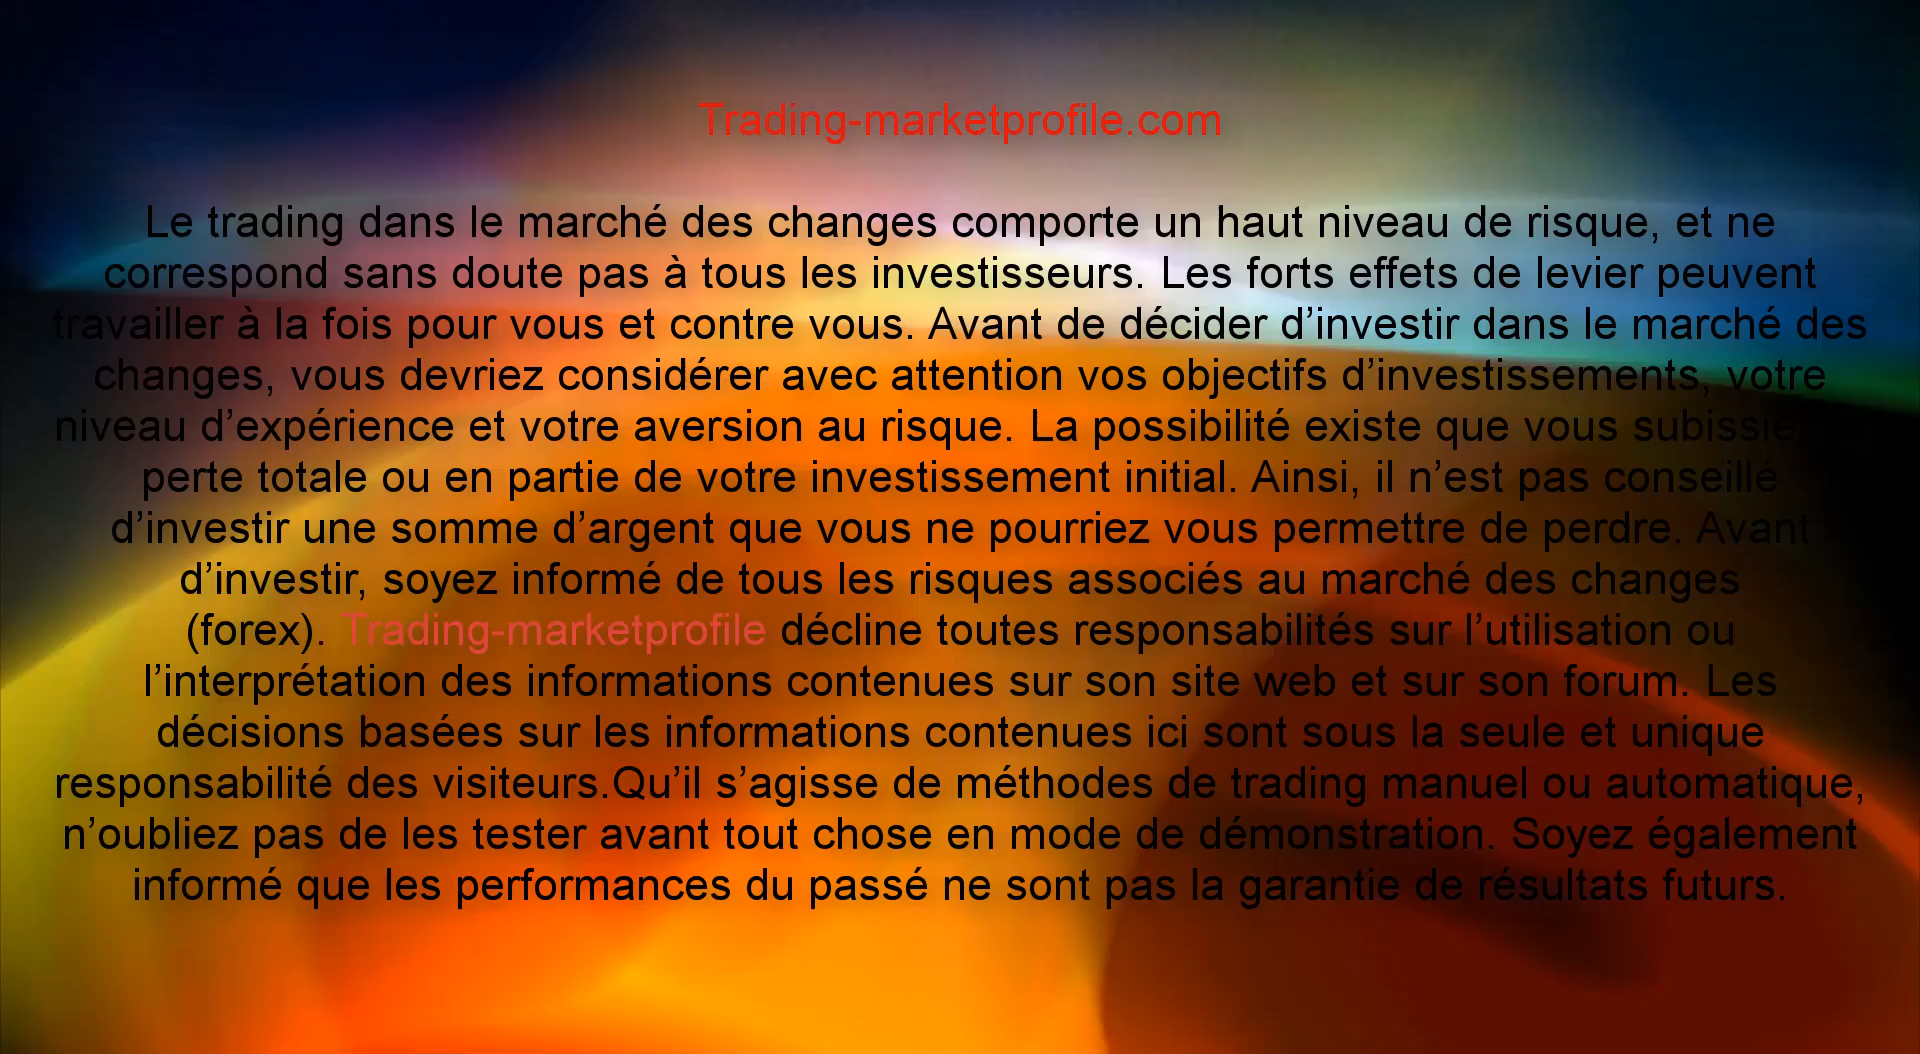 Trading-marketprofile.com
Le trading dans le marché des changes comporte un haut niveau de risque, et ne
correspond sans doute pas à tous les investisseurs. Les forts effets de levier peuvent
travailler à la fois pour vous et contre vous. Avant de décider d’investir dans le marché des
changes, vous devriez considérer avec attention vos objectifs d’investissements, votre
niveau d’expérience et votre aversion au risque. La possibilité existe que vous
perte totale ou en partie de votre investissement initial. Ainsi, il n’est pas conseillé
d’investir une somme d’argent que vous ne pourriez vous permettre de perdre. Avant
d’investir, soyez informé de tous les risques associés au marché des changes
(forex). Trading-marketprofile décline toutes responsabilités sur l’utilisation ou
l’interprétation des informations contenues sur son site web et sur son forum. Les
décisions basées sur les informations contenues ici sont sous la seule et unique
responsabilité des visiteurs.Qu’il s’agisse de méthodes de trading manuel ou automatique,
n’oubliez pas de les tester avant tout chose en mode de démonstration. Soyez également
informé que les performances du passé ne sont pas la garantie de résultats futurs.